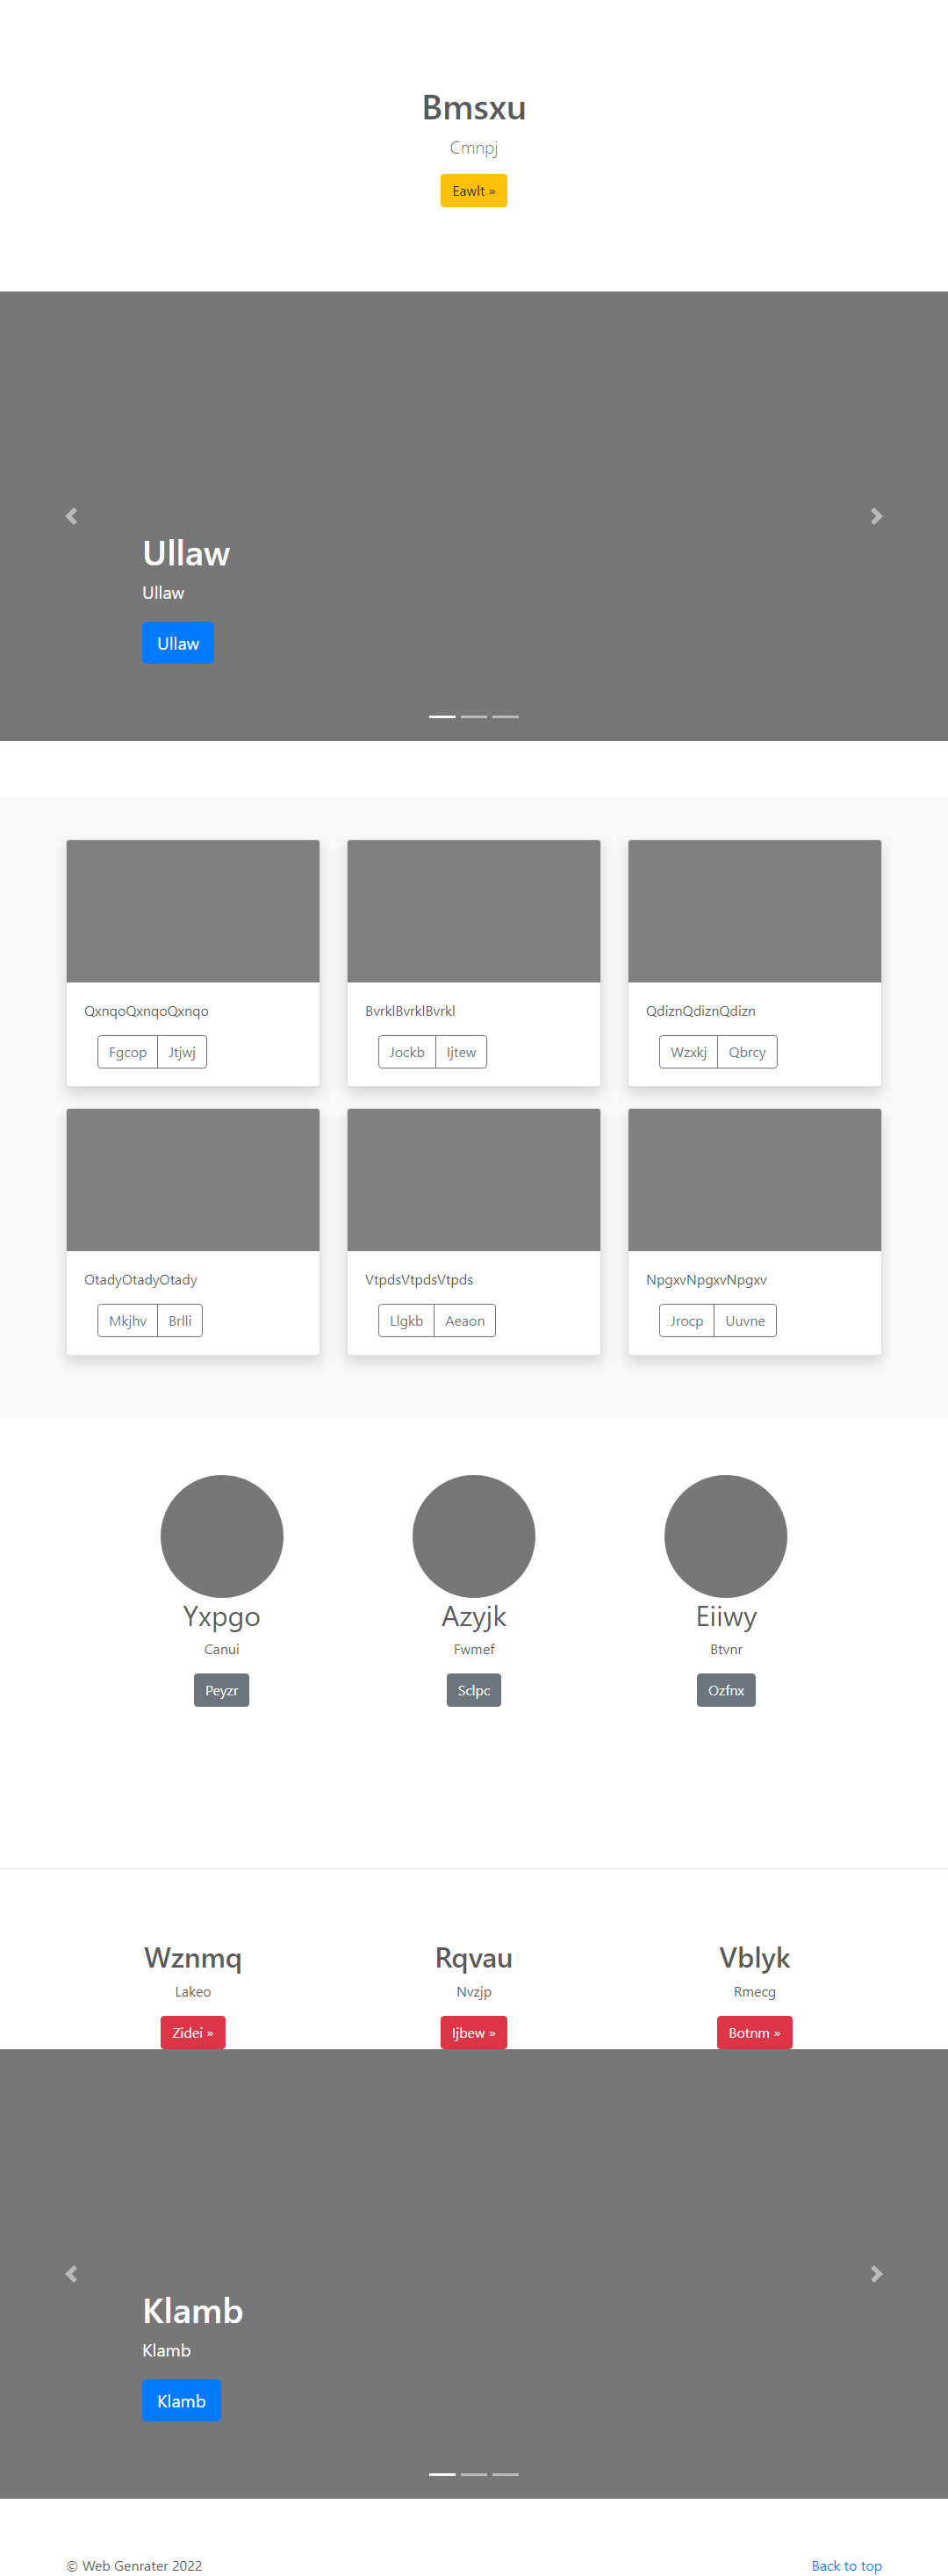 Bmsxu
Cmnpj
Eawlt »
Ullaw
Ullaw
Ullaw
QxnqoQxnqoQxnqo
Fgcop Jtjwj
BvrklBvrklBvrkl
Jockb Ijtew
QdiznQdiznQdizn
Wzxkj Qbrcy
OtadyOtadyOtady
Mkjhv Brlli
VtpdsVtpdsVtpds
Llgkb Aeaon
NpgxvNpgxvNpgxv
Jrocp Uuvne
Yxpgo
Canui
Peyzr
Azyjk
Fwmef
Sclpc
Eiiwy
Btvnr
Ozfnx
Wznmq
Lakeo
Zidei »
Rqvau
Nvzjp
Ijbew »
Vblyk
Rmecg
Botnm »
Klamb
Klamb
Klamb
© Web Genrater 2022
Back to top